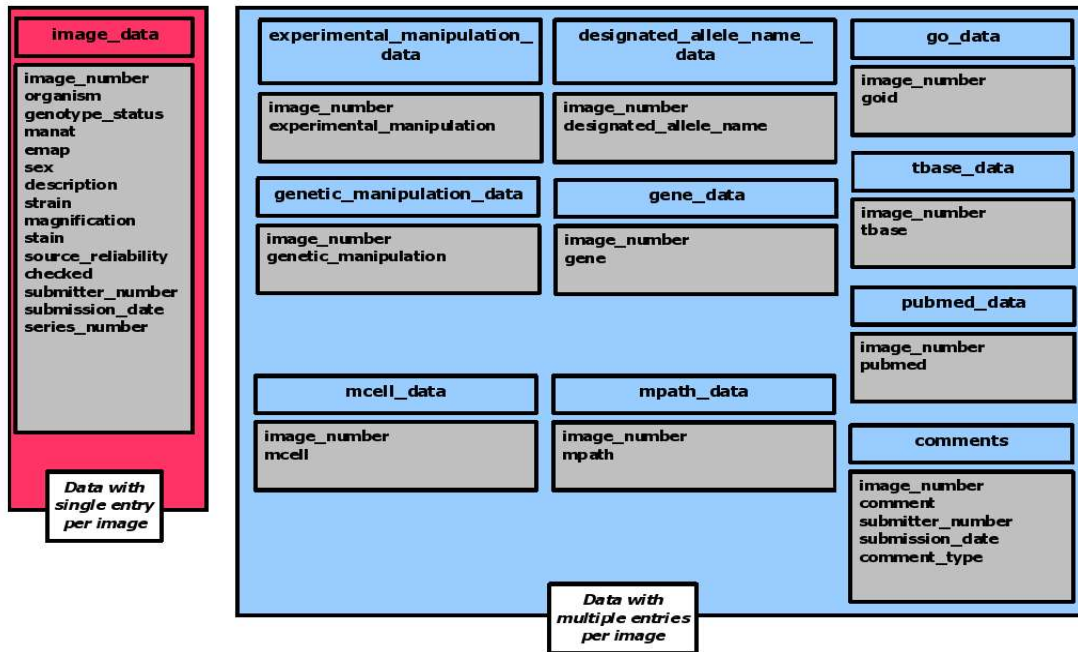 image_data
image_number
organism
genotype_status
manat
emap
sex
description
strain
magnification
stain
source_reliability
checked
submitter_number
submission_date
series_number
Data with
single entry
per image
experimental_manipulation_
data
image_number
experimental_manipulation
designated_allele_name_
data
image_number
designated_allele_name
go_data
image_number
goid
genetic_manipulation_data
image_number
genetic_manipulation
gene_data
image_number
gene
tbase_data
image_number
tbase
pubmed_data
image_number
pubmed
mcell_data
image_number
mcell
mpath_data
image_number
mpath
comments
image_number
comment
submitter_number
submission_date
comment_type
Data with
multiple entries
per image